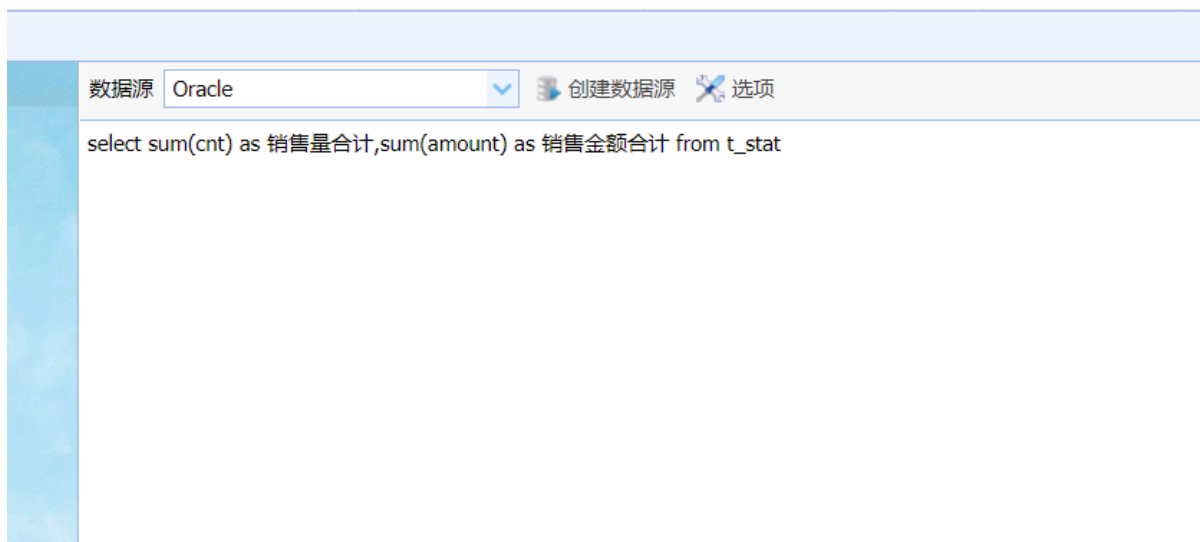 数据源 Oracle 创建数据源 选项
select sum(cnt) as 销售量合计,sum(amount) as 销售金额合计 from t_stat